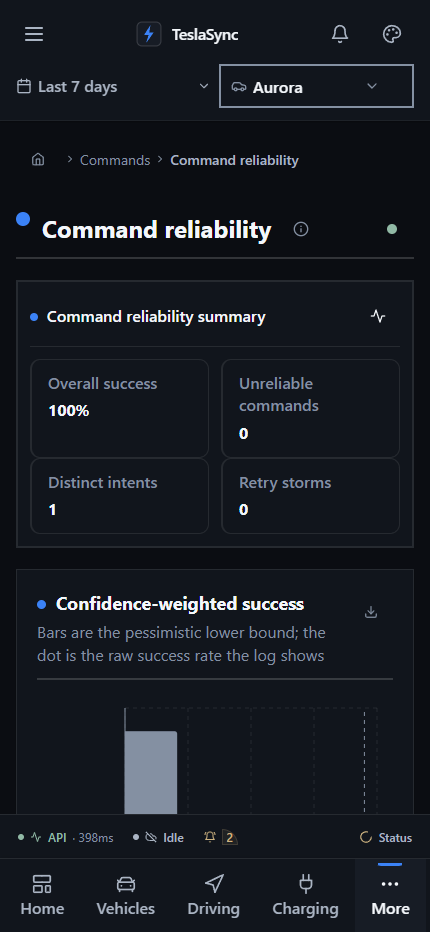 TeslaSync
Last 7 days
Aurora
Commands
Command reliability
Command reliability
Command reliability summary
Overall success
100%
Unreliable
commands
0
Distinct intents
1
Retry storms
0
Confidence-weighted success
Bars are the pessimistic lower bound; the
dot is the raw success rate the log shows
API · 398ms
Idle
2
Status
Home
Vehicles
Driving
Charging
More